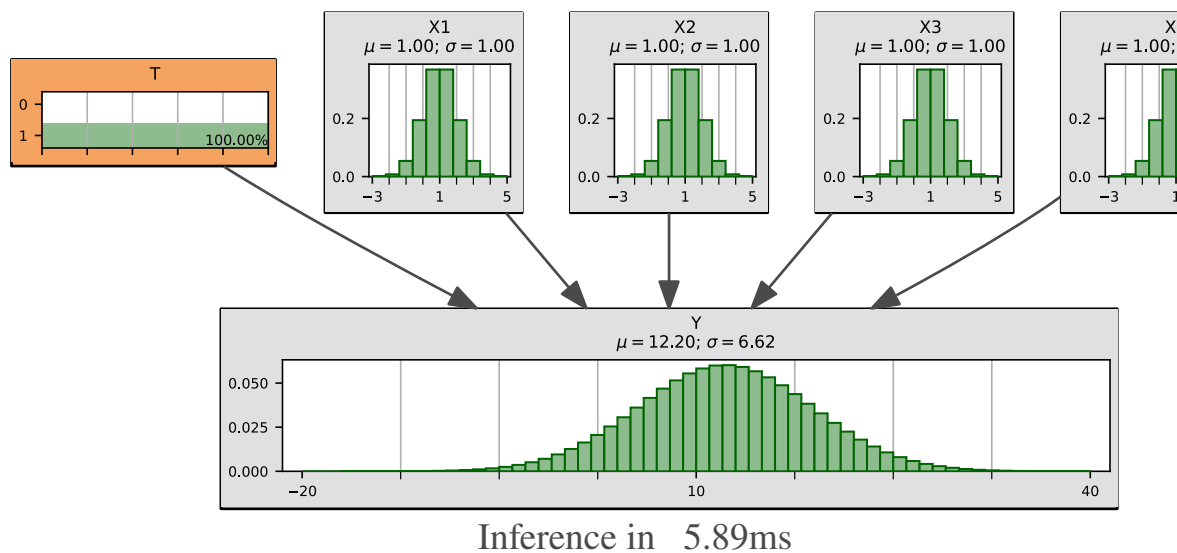 T
0
1
100.00%
X1
μ = 1.00; σ = 1.00
0.2
0.0
−3 1 5
X2
μ = 1.00; σ = 1.00
0.2
0.0
−3 1 5
X3
μ = 1.00; σ = 1.00
0.2
0.0
−3 1 5
X
μ = 1.00;
0.2
0.0
−3 1
Y
μ = 12.20; σ = 6.62
0.050
0.025
0.000
−20 10 40
Inference in 5.89ms